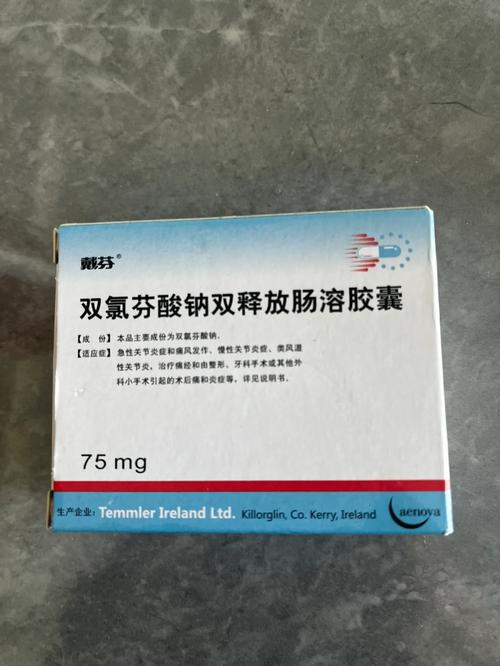 戴芬®
双氯芬酸钠双释放肠溶胶囊
【成 份】本品主要成份为双氯芬酸钠.
【适应症】急性关节炎症和痛风发作、慢性关节炎症、类风湿
性关节炎，治疗痛经和由整形、牙科手术或其他外
科小手术引起的术后痛和炎症等，详见说明书.
75 mg
生产企业: Temmler Ireland Ltd. Killorglin, Co. Kerry, Ireland
aenova